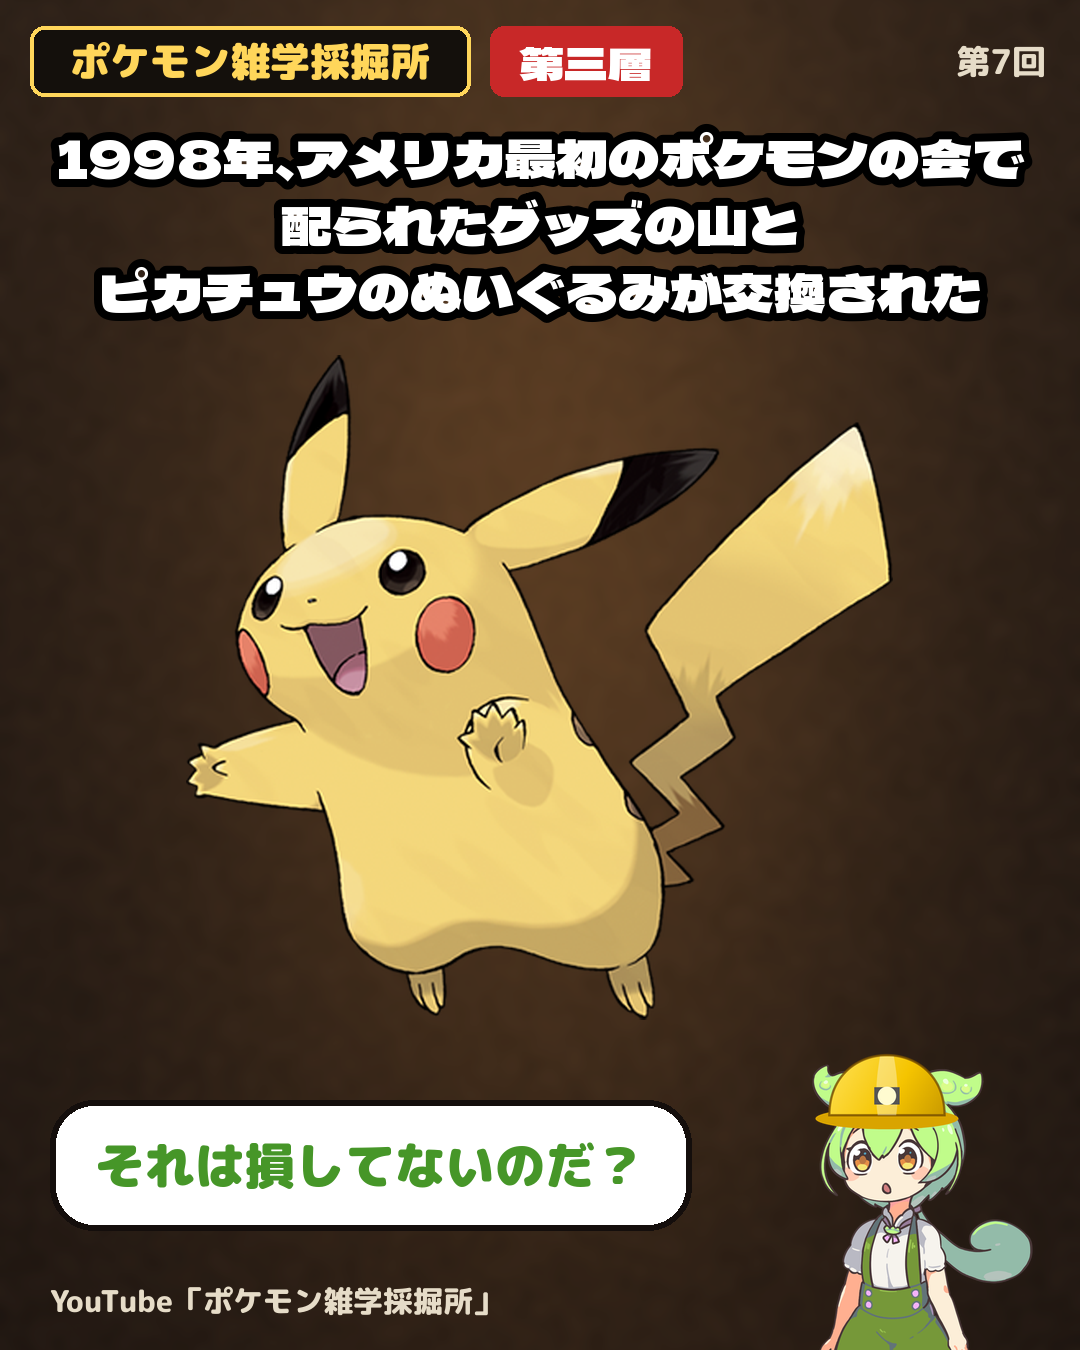 ポケモン雑学採掘所
第三層
第7回
1998年、アメリカ最初のポケモンの会で
配られたグッズの山と
ピカチュウのぬいぐるみが交換された
それは損してないのだ？
YouTube「ポケモン雑学採掘所」